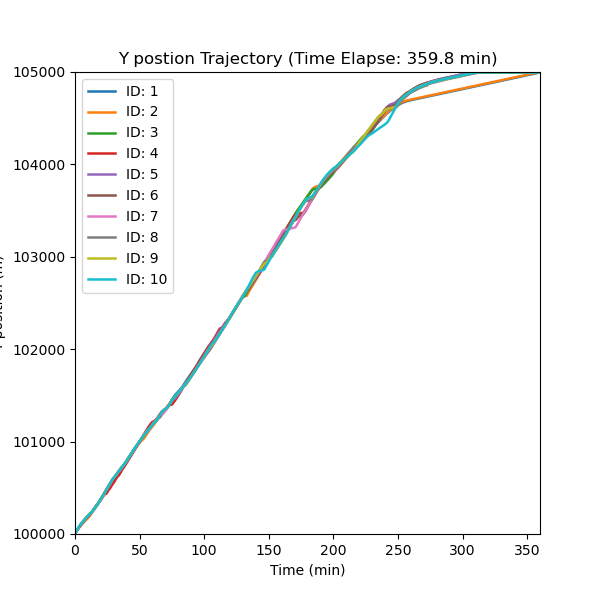 Y postion Trajectory (Time Elapse: 359.8 min)
105000
104000
103000
102000
101000
100000
ID: 1
ID: 2
ID: 3
ID: 4
ID: 5
ID: 6
ID: 7
ID: 8
ID: 9
ID: 10
0 50 100 150 200 250 300 350
Time (min)